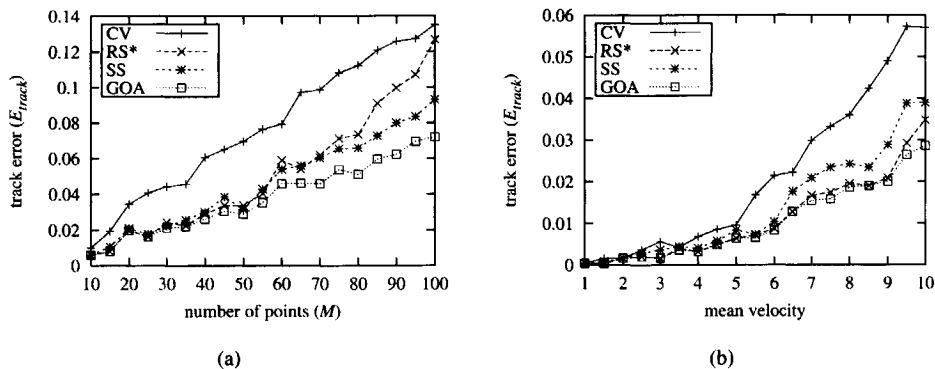 0.14
0.12
0.1
0.08
0.06
0.04
0.02
0
track error (E_track)
CV
RS*
SS
GOA
10 20 30 40 50 60 70 80 90 100
number of points (M)
(a)
0.06
0.05
0.04
0.03
0.02
0.01
0
track error (E_track)
CV
RS*
SS
GOA
1 2 3 4 5 6 7 8 9 10
mean velocity
(b)